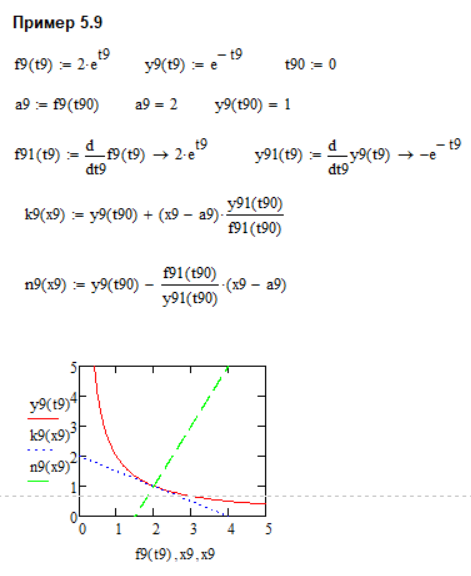 Пример 5.9
f9(t9) := 2·e^t9 y9(t9) := e^− t9 t90 := 0
a9 := f9(t90) a9 = 2 y9(t90) = 1
f91(t9) := d/dt9 f9(t9) → 2·e^t9 y91(t9) := d/dt9 y9(t9) → −e^− t9
k9(x9) := y9(t90) + (x9 − a9)· y91(t90)/f91(t90)
n9(x9) := y9(t90) − f91(t90)/y91(t90) ·(x9 − a9)
5
4
y9(t9)
k9(x9) 3
n9(x9) 2
1
0
0 1 2 3 4 5
f9(t9) , x9 , x9